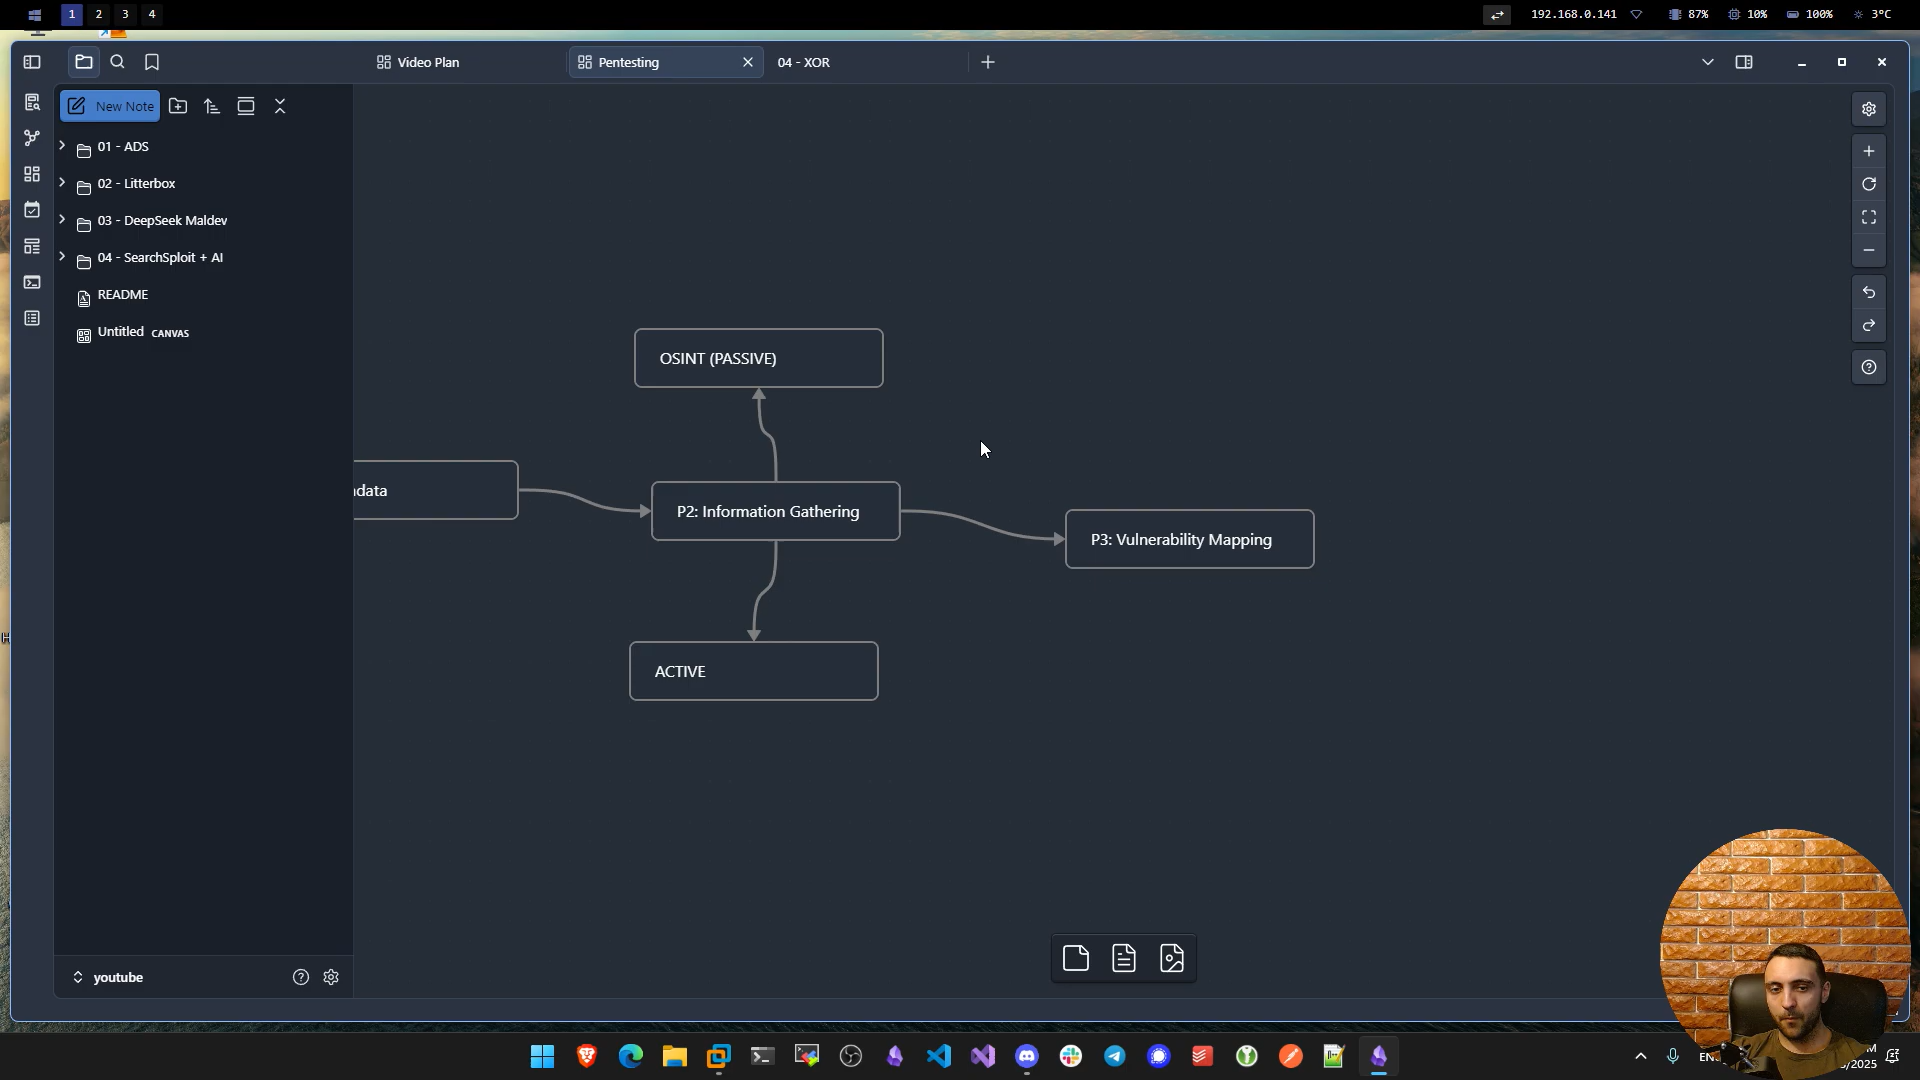 1
2
3
4
192.168.0.141
87%
10%
100%
3°C
Video Plan
Pentesting
04 - XOR
New Note
01 - ADS
02 - Litterbox
03 - DeepSeek Maldev
04 - SearchSploit + AI
README
Untitled CANVAS
OSINT (PASSIVE)
P2: Information Gathering
P3: Vulnerability Mapping
ACTIVE
youtube